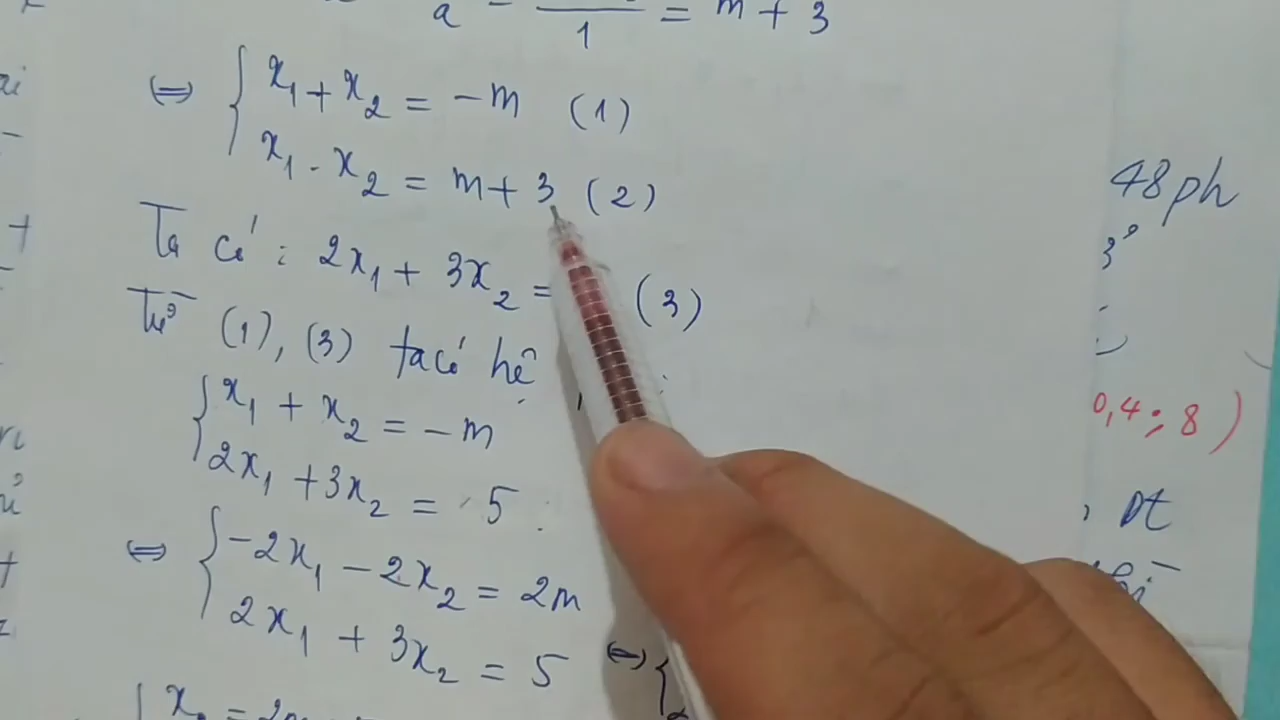 a - = m + 3
1
⇔ { x₁ + x₂ = -m (1)
x₁ . x₂ = m + 3 (2)
Ta có : 2x₁ + 3x₂ = (3)
Từ (1), (3) ta có hệ
{ x₁ + x₂ = -m
2x₁ + 3x₂ = 5
⇔ { -2x₁ - 2x₂ = 2m
2x₁ + 3x₂ = 5 ⇔ {
48ph
0,4 ; 8 )
, Dt